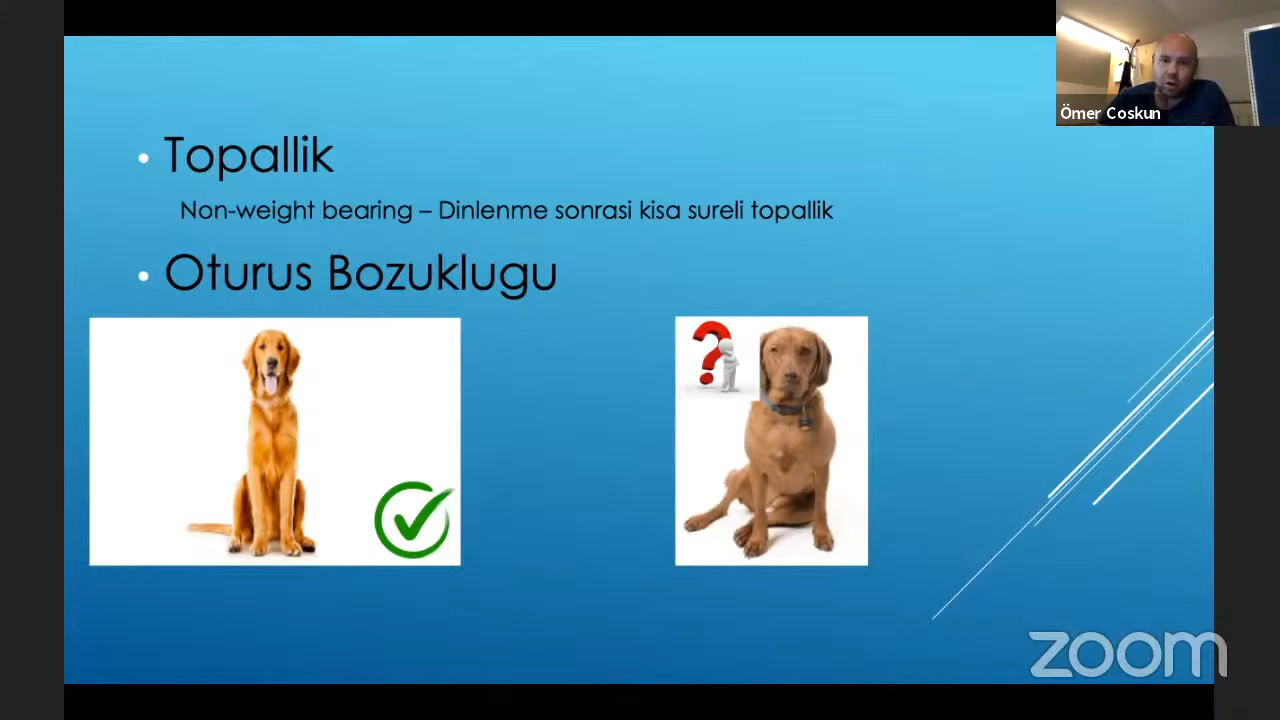 Ömer Coskun
• Topallik
Non-weight bearing – Dinlenme sonrasi kisa sureli topallik
• Oturus Bozuklugu
?
zoom